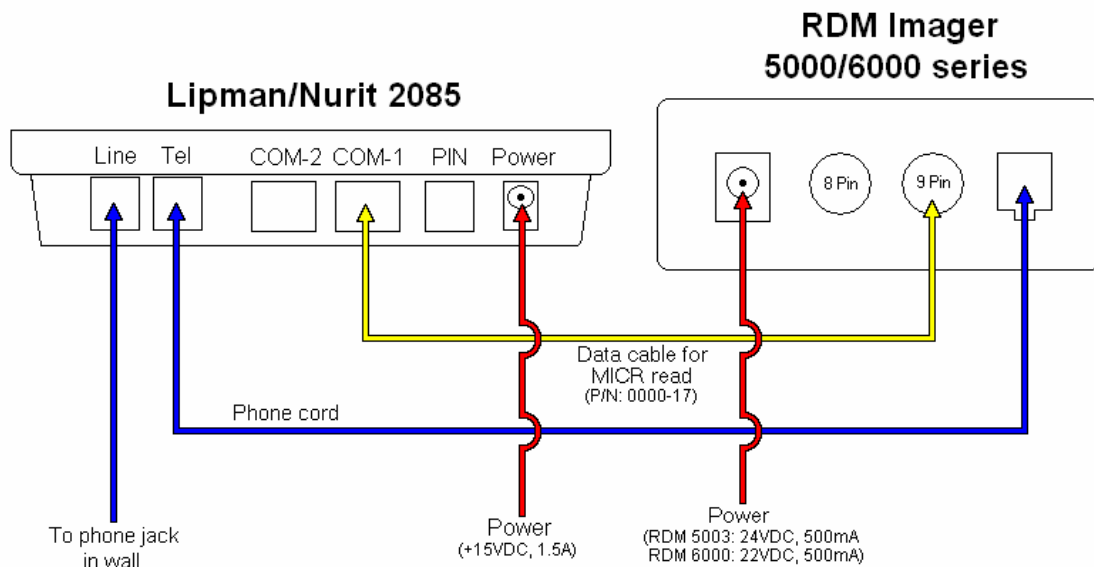 RDM Imager
5000/6000 series
Lipman/Nurit 2085
Line Tel COM-2 COM-1 PIN Power
8 Pin 9 Pin
Data cable for
MICR read
(P/N: 0000-17)
Phone cord
To phone jack
in wall
Power
(+15VDC, 1.5A)
Power
(RDM 5003: 24VDC, 500mA
RDM 6000: 22VDC, 500mA)